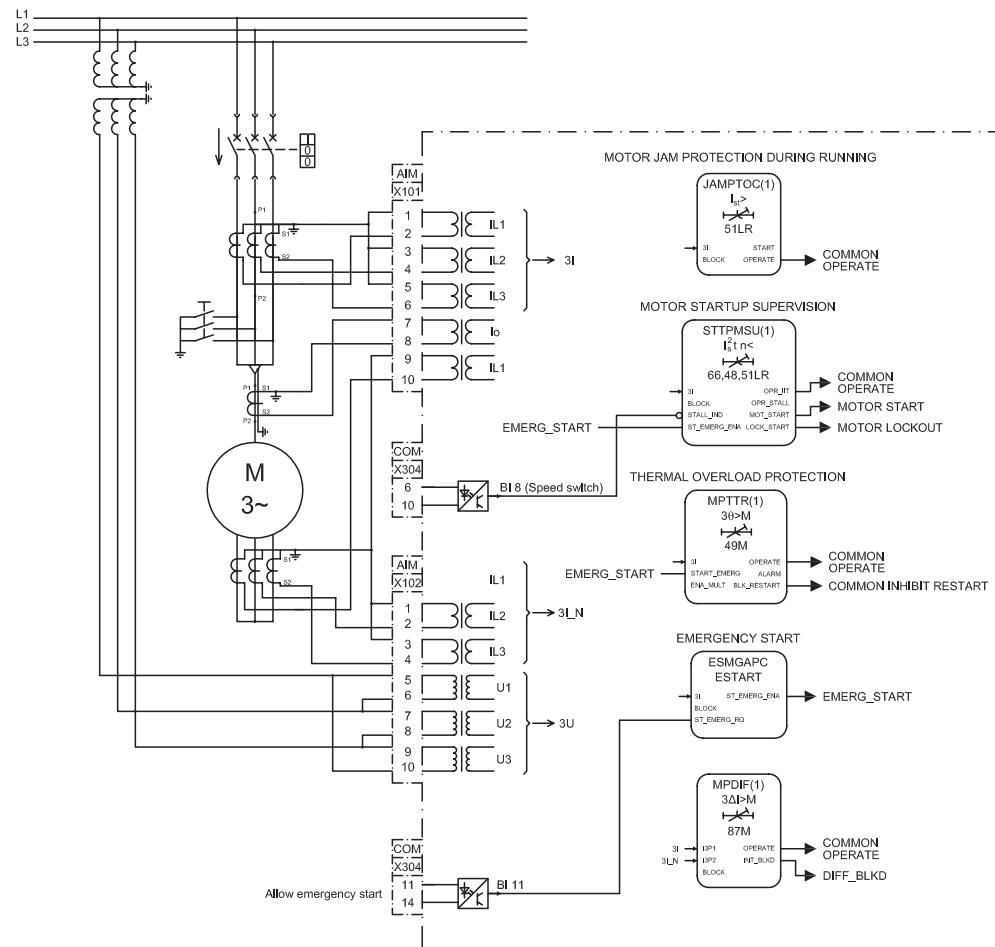 L1
L2
L3
I
O
O
P1
S1
S2
P2
P1
S1
S2
P2
M
3~
S1
S2
AIM
X101
1
2
3
4
5
6
7
8
9
10
IL1
IL2
IL3
Io
IL1
3I
COM
X304
6
10
BI 8 (Speed switch)
AIM
X102
1
2
3
4
5
6
7
8
9
10
IL1
IL2
IL3
3I_N
U1
U2
U3
3U
Allow emergency start
COM
X304
11
14
BI 11
MOTOR JAM PROTECTION DURING RUNNING
JAMPTOC(1)
Ist>
51LR
3I START
BLOCK OPERATE
COMMON
OPERATE
MOTOR STARTUP SUPERVISION
STTPMSU(1)
Is2t n<
66,48,51LR
3I OPR_IIT
BLOCK OPR_STALL
STALL_IND MOT_START
ST_EMERG_ENA LOCK_START
EMERG_START
COMMON
OPERATE
MOTOR START
MOTOR LOCKOUT
THERMAL OVERLOAD PROTECTION
MPTTR(1)
3θ>M
49M
3I OPERATE
START_EMERG ALARM
ENA_MULT BLK_RESTART
EMERG_START
COMMON
OPERATE
COMMON INHIBIT RESTART
EMERGENCY START
ESMGAPC
ESTART
3I ST_EMERG_ENA
BLOCK
ST_EMERG_RQ
EMERG_START
MPDIF(1)
3ΔI>M
87M
3I I3P1 OPERATE
3I_N I3P2 INT_BLKD
BLOCK
COMMON
OPERATE
DIFF_BLKD